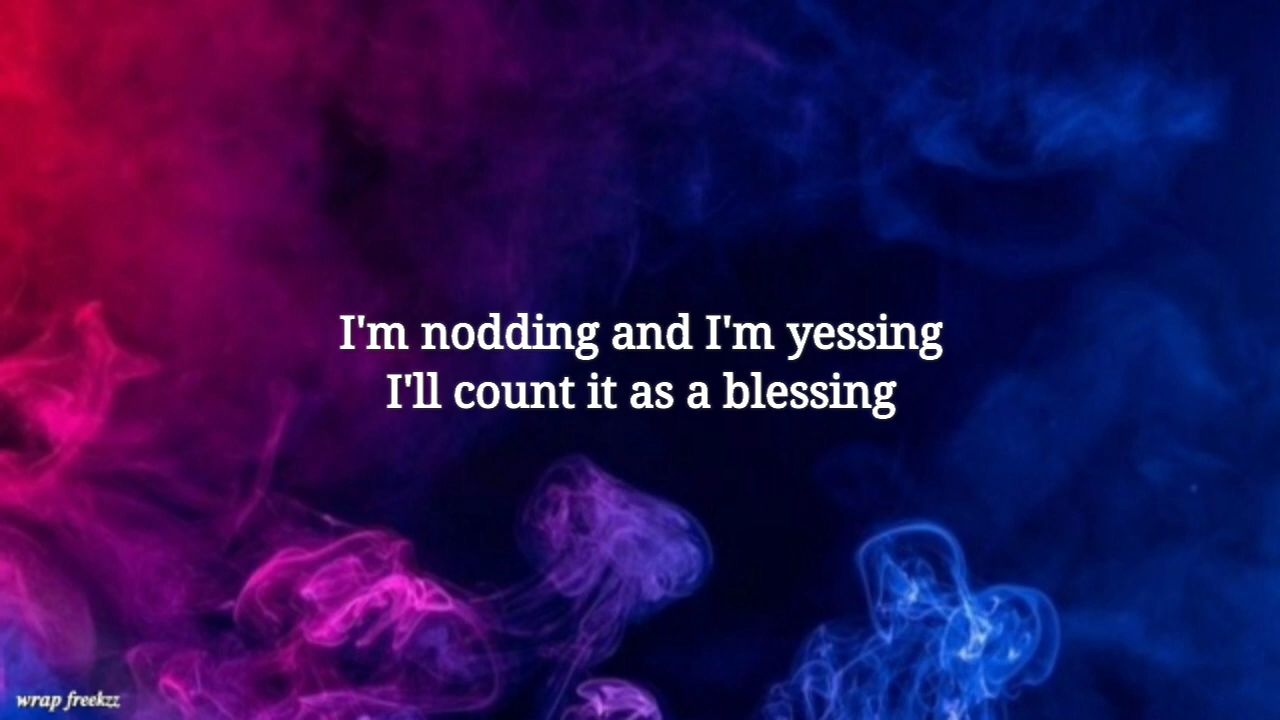 I'm nodding and I'm yessing
I'll count it as a blessing
wrap freekzz